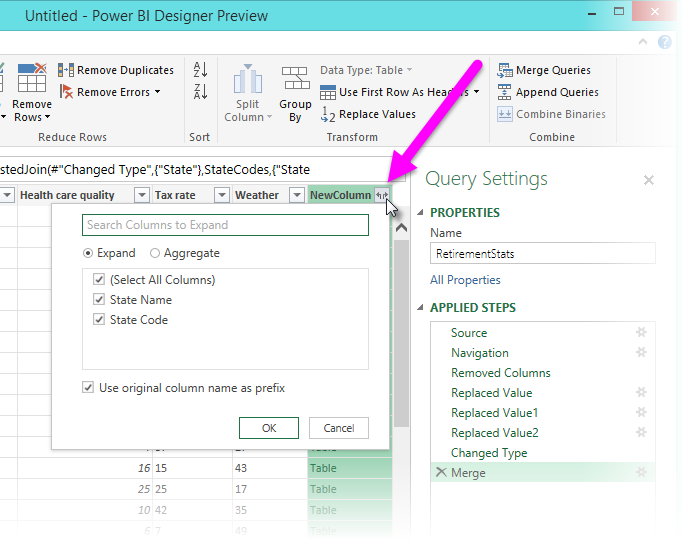 Untitled - Power BI Designer Preview
Remove Rows
Remove Duplicates
Remove Errors
Reduce Rows
Sort
Split Column
Group By
Data Type: Table
Use First Row As Headers
Replace Values
Transform
Merge Queries
Append Queries
Combine Binaries
Combine
stedJoin(#"Changed Type",{"State"},StateCodes,{"State
Health care quality
Tax rate
Weather
NewColumn
Search Columns to Expand
Expand
Aggregate
(Select All Columns)
State Name
State Code
Use original column name as prefix
OK
Cancel
16 15 43 Table
25 25 17 Table
10 42 35 Table
6 7 49 Table
Query Settings
PROPERTIES
Name
RetirementStats
All Properties
APPLIED STEPS
Source
Navigation
Removed Columns
Replaced Value
Replaced Value1
Replaced Value2
Changed Type
Merge